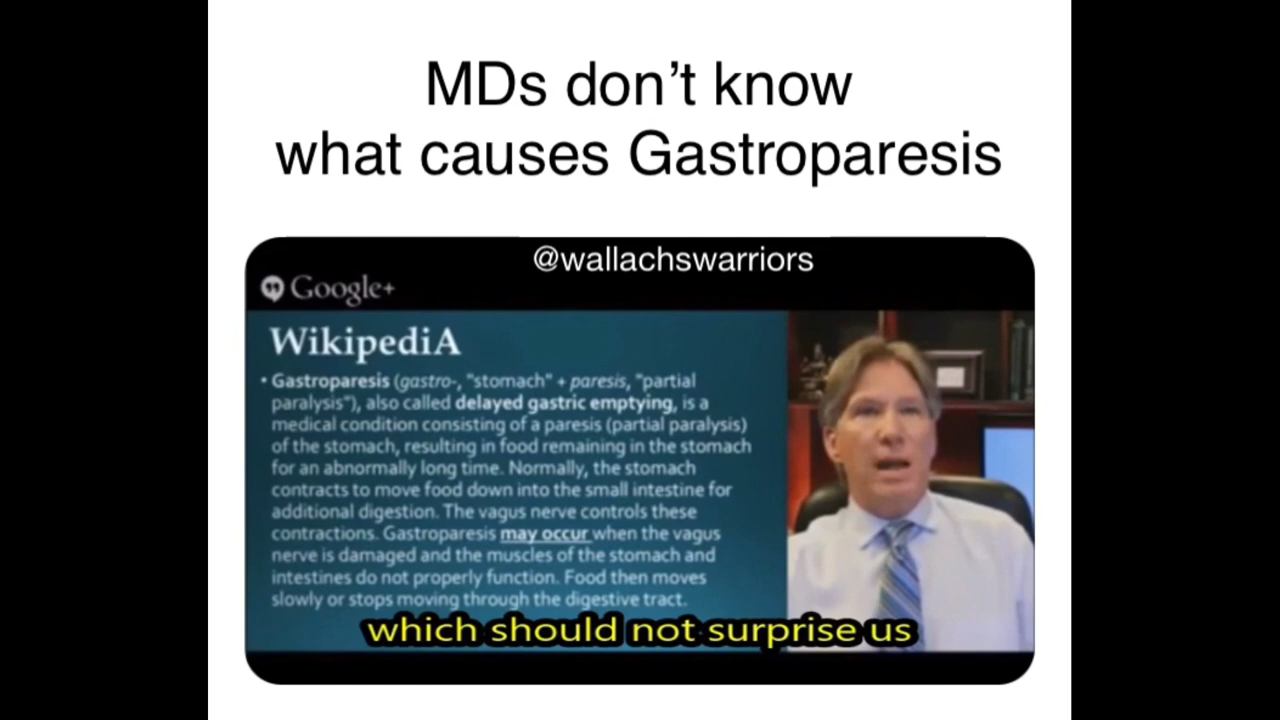 MDs don’t know
what causes Gastroparesis
@wallachswarriors
Google+
WikipediA
• Gastroparesis (gastro-, "stomach" + paresis, "partial
paralysis"), also called delayed gastric emptying, is a
medical condition consisting of a paresis (partial paralysis)
of the stomach, resulting in food remaining in the stomach
for an abnormally long time. Normally, the stomach
contracts to move food down into the small intestine for
additional digestion. The vagus nerve controls these
contractions. Gastroparesis may occur when the vagus
nerve is damaged and the muscles of the stomach and
intestines do not properly function. Food then moves
slowly or stops moving through the digestive tract.
which should not surprise us